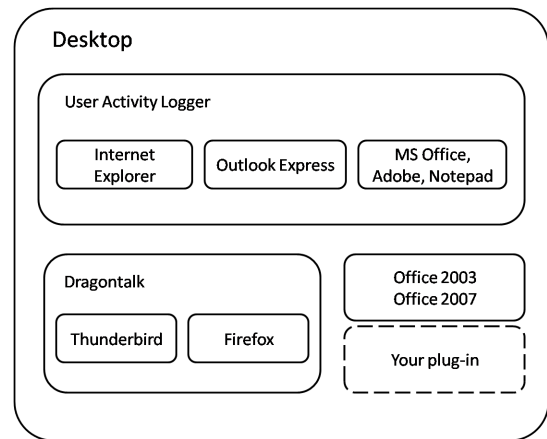 Desktop
User Activity Logger
Internet
Explorer
Outlook Express
MS Office,
Adobe, Notepad
Dragontalk
Thunderbird
Firefox
Office 2003
Office 2007
Your plug-in